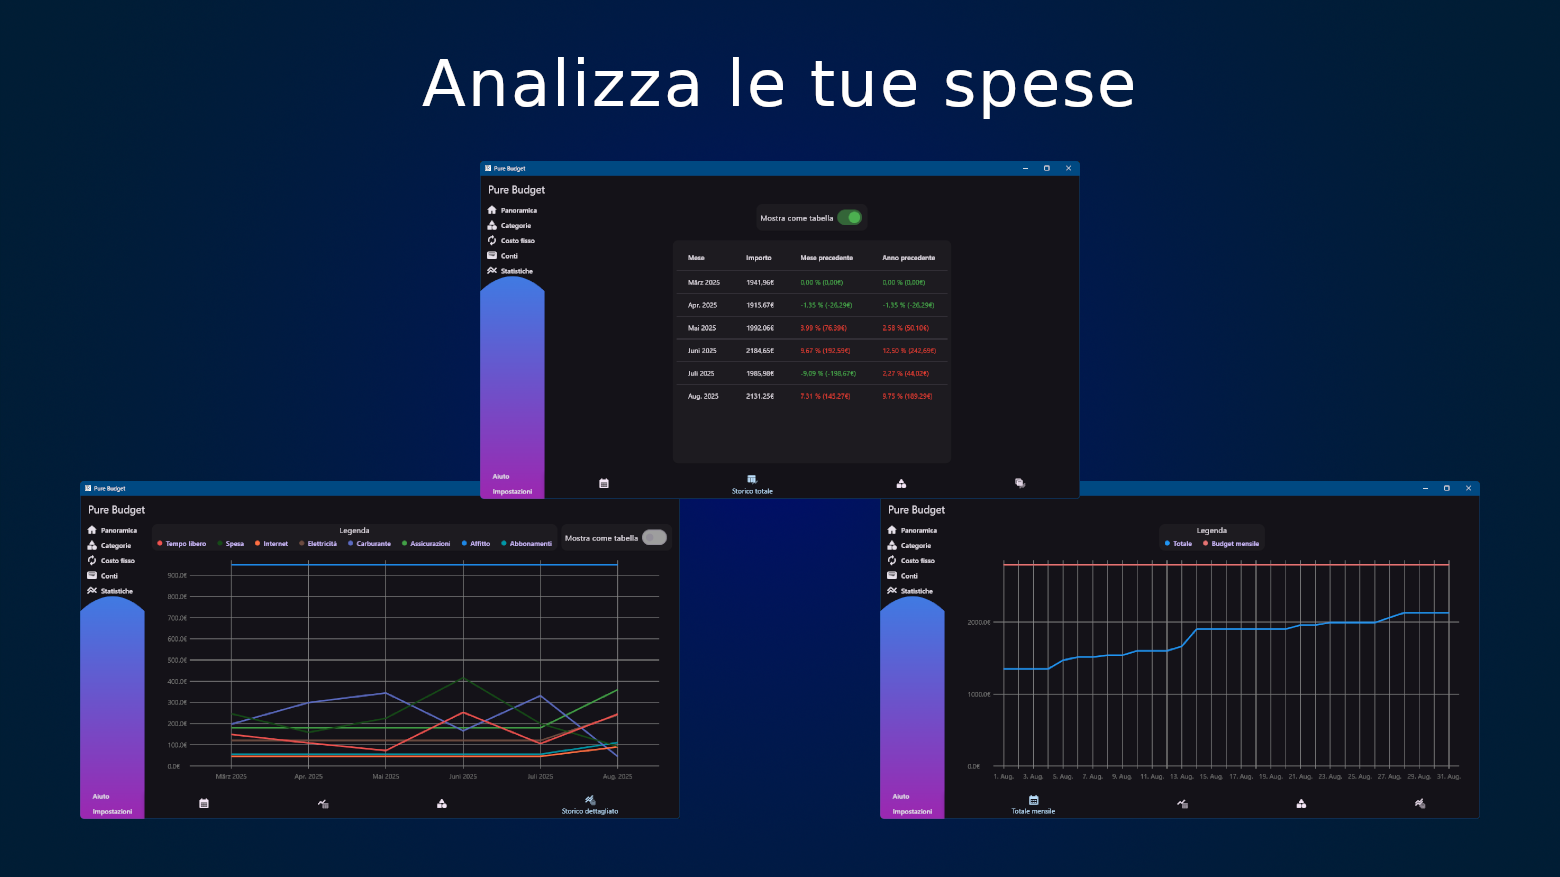 Analizza le tue spese
Pure Budget
Pure Budget
Panoramica
Categorie
Costo fisso
Conti
Statistiche
Aiuto
Impostazioni
Mostra come tabella
Mese Importo Mese precedente Anno precedente
März 2025 1941,96€ 0,00 % (0,00€) 0,00 % (0,00€)
Apr. 2025 1915,67€ -1,35 % (-26,29€) -1,35 % (-26,29€)
Mai 2025 1992,06€ 3,99 % (76,39€) 2,58 % (50,10€)
Juni 2025 2184,65€ 9,67 % (192,59€) 12,50 % (242,69€)
Juli 2025 1985,98€ -9,09 % (-198,67€) 2,27 % (44,02€)
Aug. 2025 2131,25€ 7,31 % (145,27€) 9,75 % (189,29€)
Storico totale
Pure Budget
Pure Budget
Panoramica
Categorie
Costo fisso
Conti
Statistiche
Aiuto
Impostazioni
Legenda
Tempo libero Spesa Internet Elettricità Carburante Assicurazioni Affitto Abbonamenti
Mostra come tabella
900,0€
800,0€
700,0€
600,0€
500,0€
400,0€
300,0€
200,0€
100,0€
0,0€
März 2025 Apr. 2025 Mai 2025 Juni 2025 Juli 2025 Aug. 2025
Storico dettagliato
Pure Budget
Panoramica
Categorie
Costo fisso
Conti
Statistiche
Aiuto
Impostazioni
Legenda
Totale Budget mensile
2000,0€
1000,0€
0,0€
1. Aug. 3. Aug. 5. Aug. 7. Aug. 9. Aug. 11. Aug. 13. Aug. 15. Aug. 17. Aug. 19. Aug. 21. Aug. 23. Aug. 25. Aug. 27. Aug. 29. Aug. 31. Aug.
Totale mensile